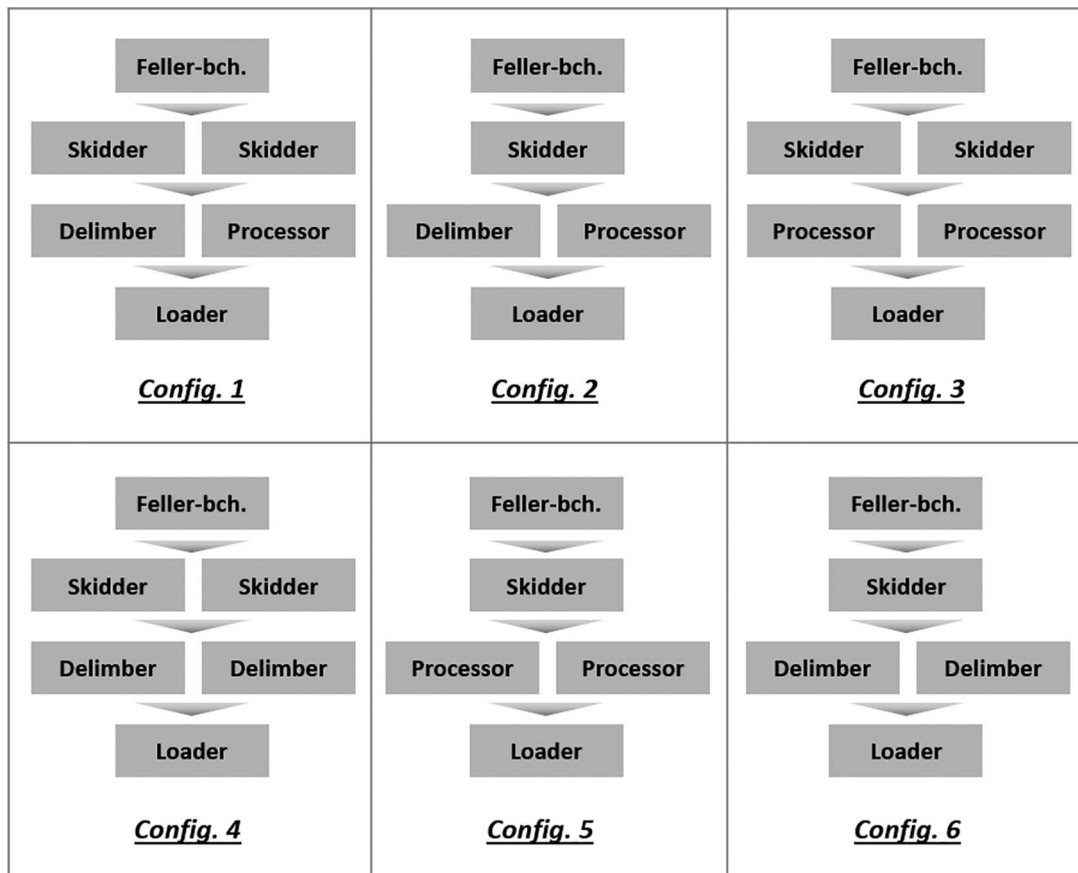 Feller-bch.
Skidder Skidder
Delimber Processor
Loader
Config. 1
Feller-bch.
Skidder
Delimber Processor
Loader
Config. 2
Feller-bch.
Skidder Skidder
Processor Processor
Loader
Config. 3
Feller-bch.
Skidder Skidder
Delimber Delimber
Loader
Config. 4
Feller-bch.
Skidder
Processor Processor
Loader
Config. 5
Feller-bch.
Skidder
Delimber Delimber
Loader
Config. 6